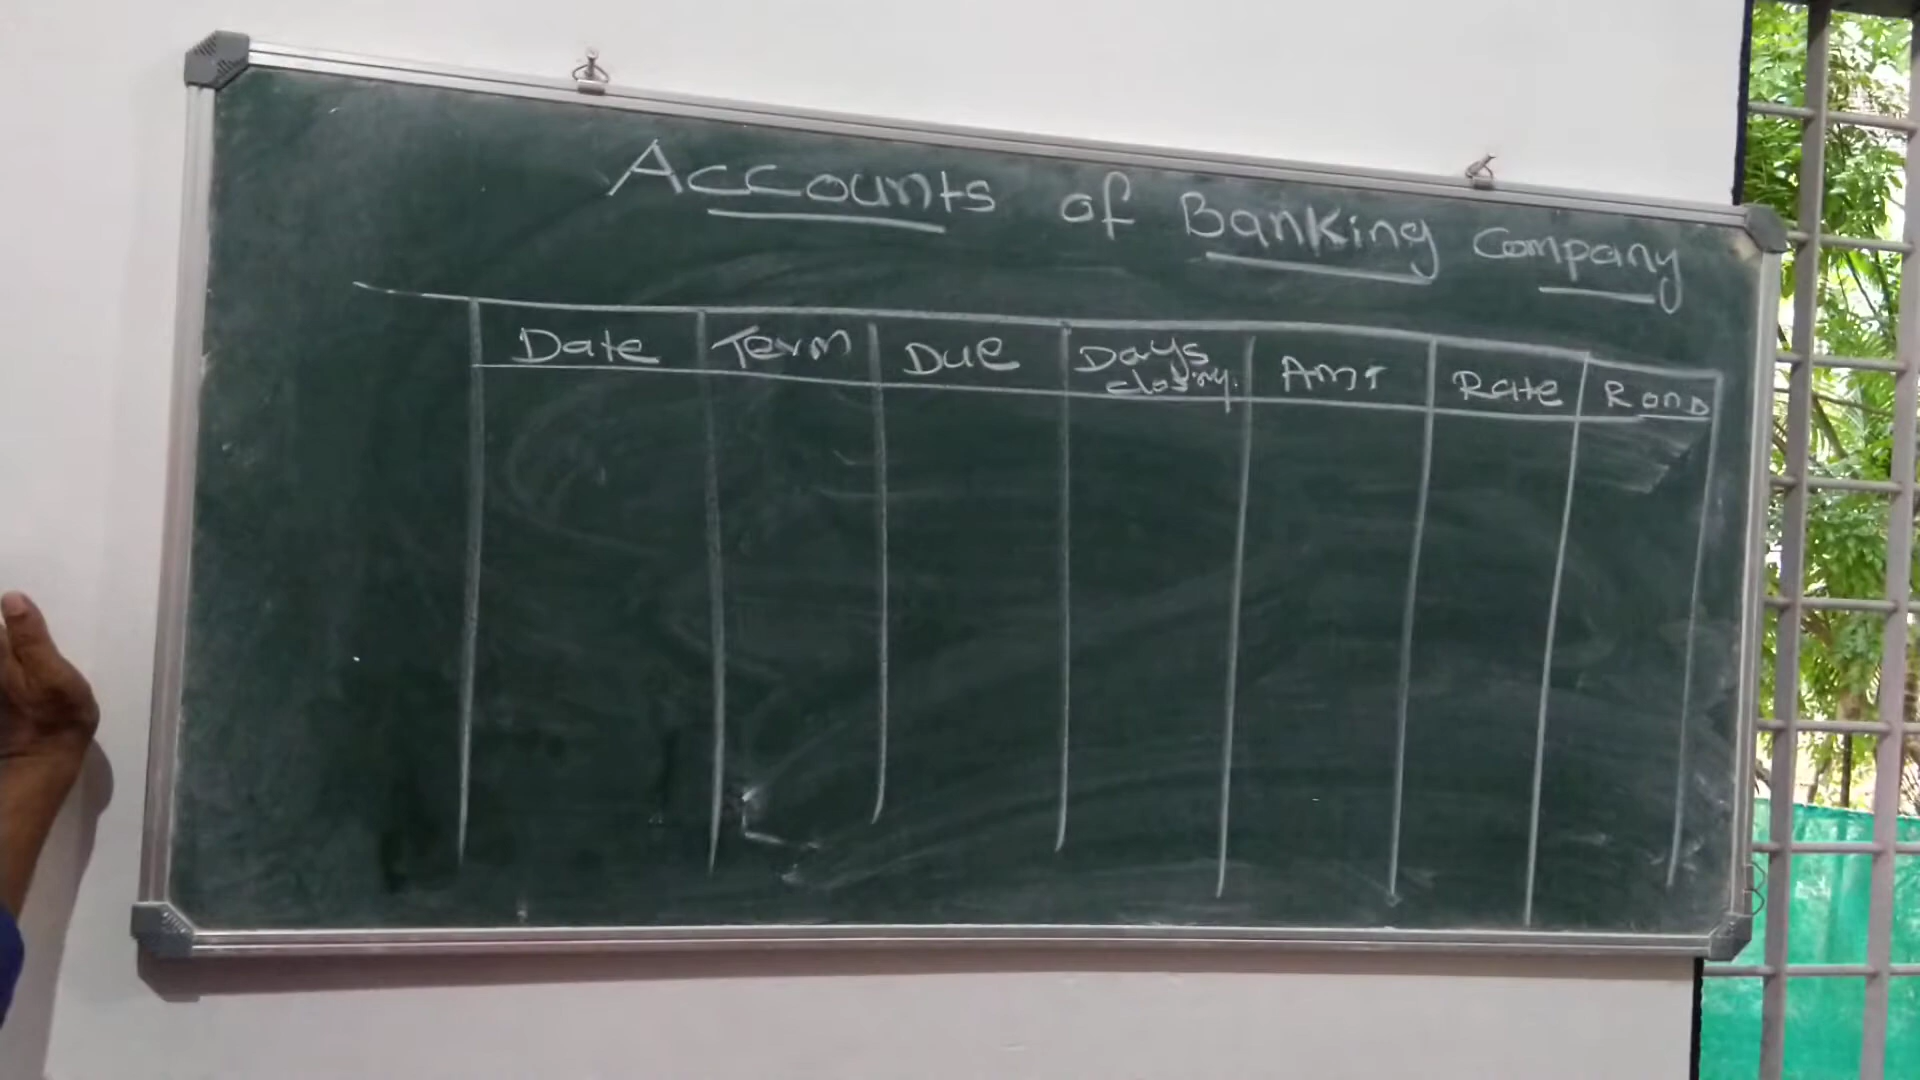 Accounts of Banking Company
Date Term Due Days closing. Amt Rate ROND